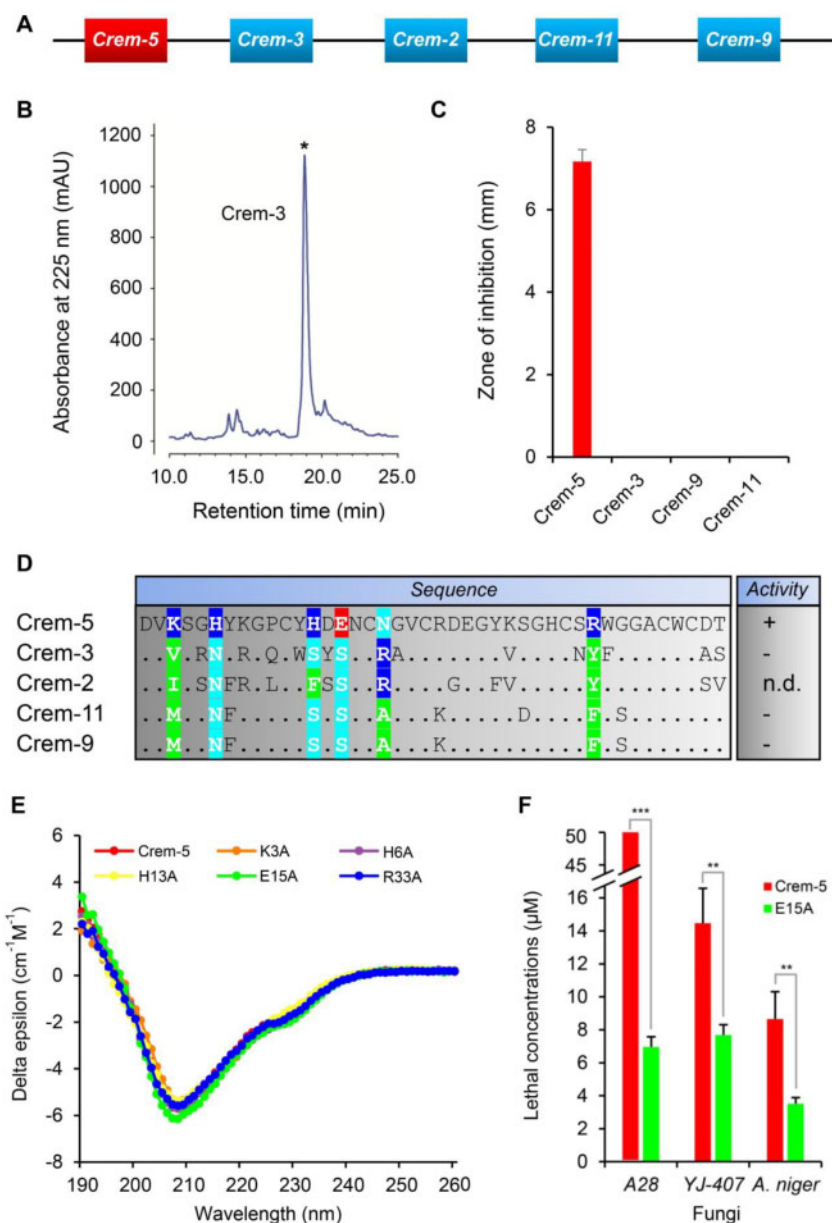 A
Crem-5 Crem-3 Crem-2 Crem-11 Crem-9
B
Absorbance at 225 nm (mAU)
1200
1000
800
600
400
200
0
*
Crem-3
10.0 15.0 20.0 25.0
Retention time (min)
C
Zone of inhibition (mm)
8
6
4
2
0
Crem-5 Crem-3 Crem-9 Crem-11
D
Sequence Activity
Crem-5 DVKSGHYKGPCYHDENCNGVCRDEGYKSGHCSRWGGACWCDT +
Crem-3 ..V.RN.R.Q.WSYS..RA.......V....NYF......AS -
Crem-2 ..I.SNFR.L..FSS..R....G..FV.....Y.......SV n.d.
Crem-11 ..M..NF.....S.S..A...K.....D....F.S....... -
Crem-9 ..M..NF.....S.S..A...K..........F.S....... -
E
Delta epsilon (cm-1M-1)
6
4
2
0
-2
-4
-6
-8
Crem-5 K3A H6A
H13A E15A R33A
190 200 210 220 230 240 250 260
Wavelength (nm)
F
Lethal concentrations (µM)
50
45
16
14
12
10
8
6
4
2
0
*** ** **
Crem-5
E15A
A28 YJ-407 A. niger
Fungi